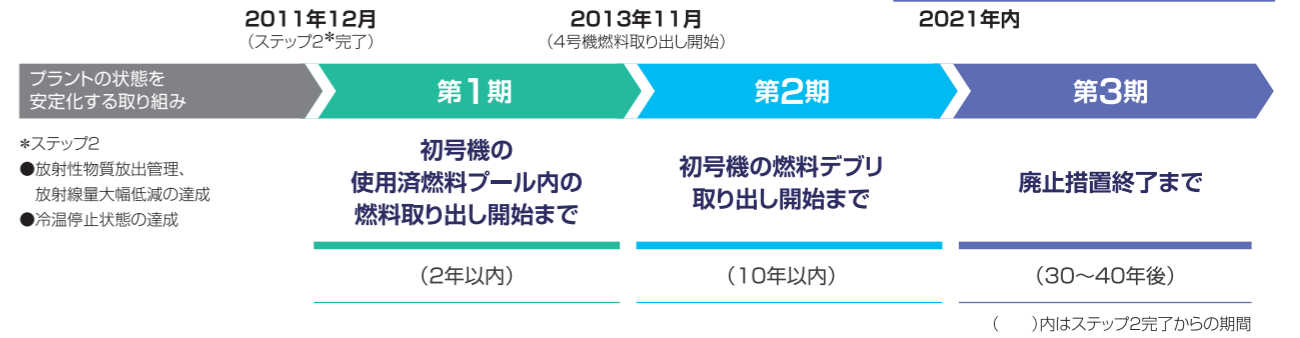 2011年12月
（ステップ2*完了）
2013年11月
（4号機燃料取り出し開始）
2021年内
プラントの状態を
安定化する取り組み
第1期
第2期
第3期
*ステップ2
●放射性物質放出管理、
放射線量大幅低減の達成
●冷温停止状態の達成
初号機の
使用済燃料プール内の
燃料取り出し開始まで
初号機の燃料デブリ
取り出し開始まで
廃止措置終了まで
（2年以内）
（10年以内）
（30～40年後）
（　　）内はステップ2完了からの期間